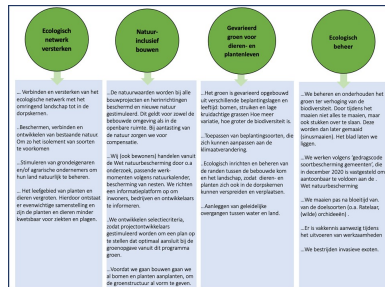 Ecologisch
netwerk
versterken
... Verbinden en versterken van het
ecologische netwerk met het
omringend landschap tot in de
dorpskernen.
..Beschermen, verbinden en
ontwikkelen van bestaande natuur.
Om zo het isolement van soorten
te voorkomen
...Stimuleren van grondeigenaren
en/of agrarische ondernemers om
hun land natuurlijk te beheren.
... Het leefgebied van planten en
dieren vergroten. Hierdoor ontstaat
er evenwichtige samenstelling en
zijn de planten en dieren minder
kwetsbaar voor ziekten en plagen.
Natuur-
inclusief
bouwen
...De natuurwaarden worden bij alle
bouwprojecten en herinrichtingen
beschermd en nieuwe natuur
gestimuleerd. Dit geldt voor zowel de
bebouwde omgeving als in de
openbare ruimte. Bij aantasting van
de natuur zorgen we voor
compensatie.
...Wij (ook bewoners) handelen vanuit
de Wet natuurbescherming door o.a
onderzoek, passende werk-
momenten volgens natuurkalender,
bescherming van nesten. We richten
een informatieplatform op om
inwoners, bedrijven en ontwikkelaars
te informeren.
...We ontwikkelen selectiecriteria,
zodat projectontwikkelaars
gestimuleerd worden om een plan op
te stellen dat optimaal aansluit bij de
groenopgave vanuit dit programma
groen.
...Voordat we gaan bouwen gaan we
al bomen en planten aanplanten, om
de groenstructuur al vorm te geven.
Gevarieerd
groen voor
dieren- en
plantenleven
...Het groen is gevarieerd opgebouwd
uit verschillende beplantingslagen en
leeftijd: bomen, struiken en lage
kruidachtige grassen Hoe meer
variatie, hoe groter de biodiversiteit is.
...Toepassen van beplantingsoorten, die
zich kunnen aanpassen aan de
klimaatverandering.
...Ecologisch inrichten en beheren van
de randen tussen de bebouwde kom
en het landschap, zodat dieren- en
planten zich ook in de dorpskernen
kunnen verspreiden en verplaatsen.
...Aanleggen van geleidelijke
overgangen tussen water en land.
Ecologisch
beheer
...We beheren en onderhouden het
groen ter verhoging van de
biodiversiteit. Door tijdens het
maaien niet alles te maaien, maar
ook stukken over te slaan. Deze
worden dan later gemaaid
(sinusmaaien). Het blad laten we
liggen.
...We werken volgens 'gedragscode
soortbescherming gemeenten', die
in december 2020 is vastgesteld om
aantoonbaar te voldoen aan de
Wet natuurbescherming
...We maaien pas na bloeitijd van
van de doelsoorten (o.a. Ratelaar,
(wilde) orchideeën) .
...Er is vakkennis aanwezig tijdens
het uitvoeren van werkzaamheden
...We bestrijden invasieve exoten.